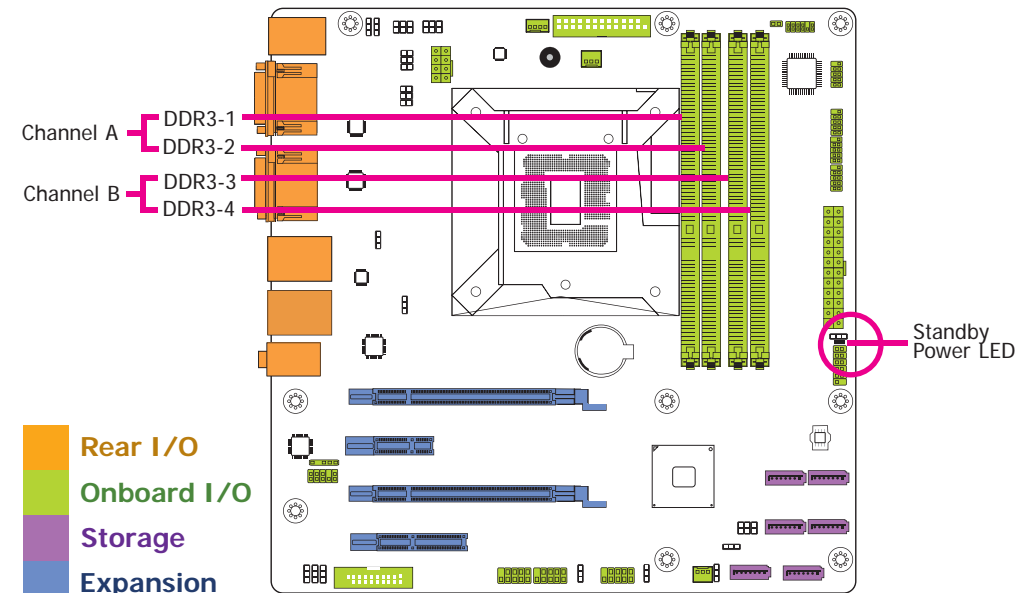 DDR3-1
Channel A
DDR3-2
DDR3-3
Channel B
DDR3-4
Standby
Power LED
Rear I/O
Onboard I/O
Storage
Expansion